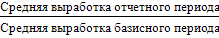 Средняя выработка отчетного периода
Средняя выработка базисного периода